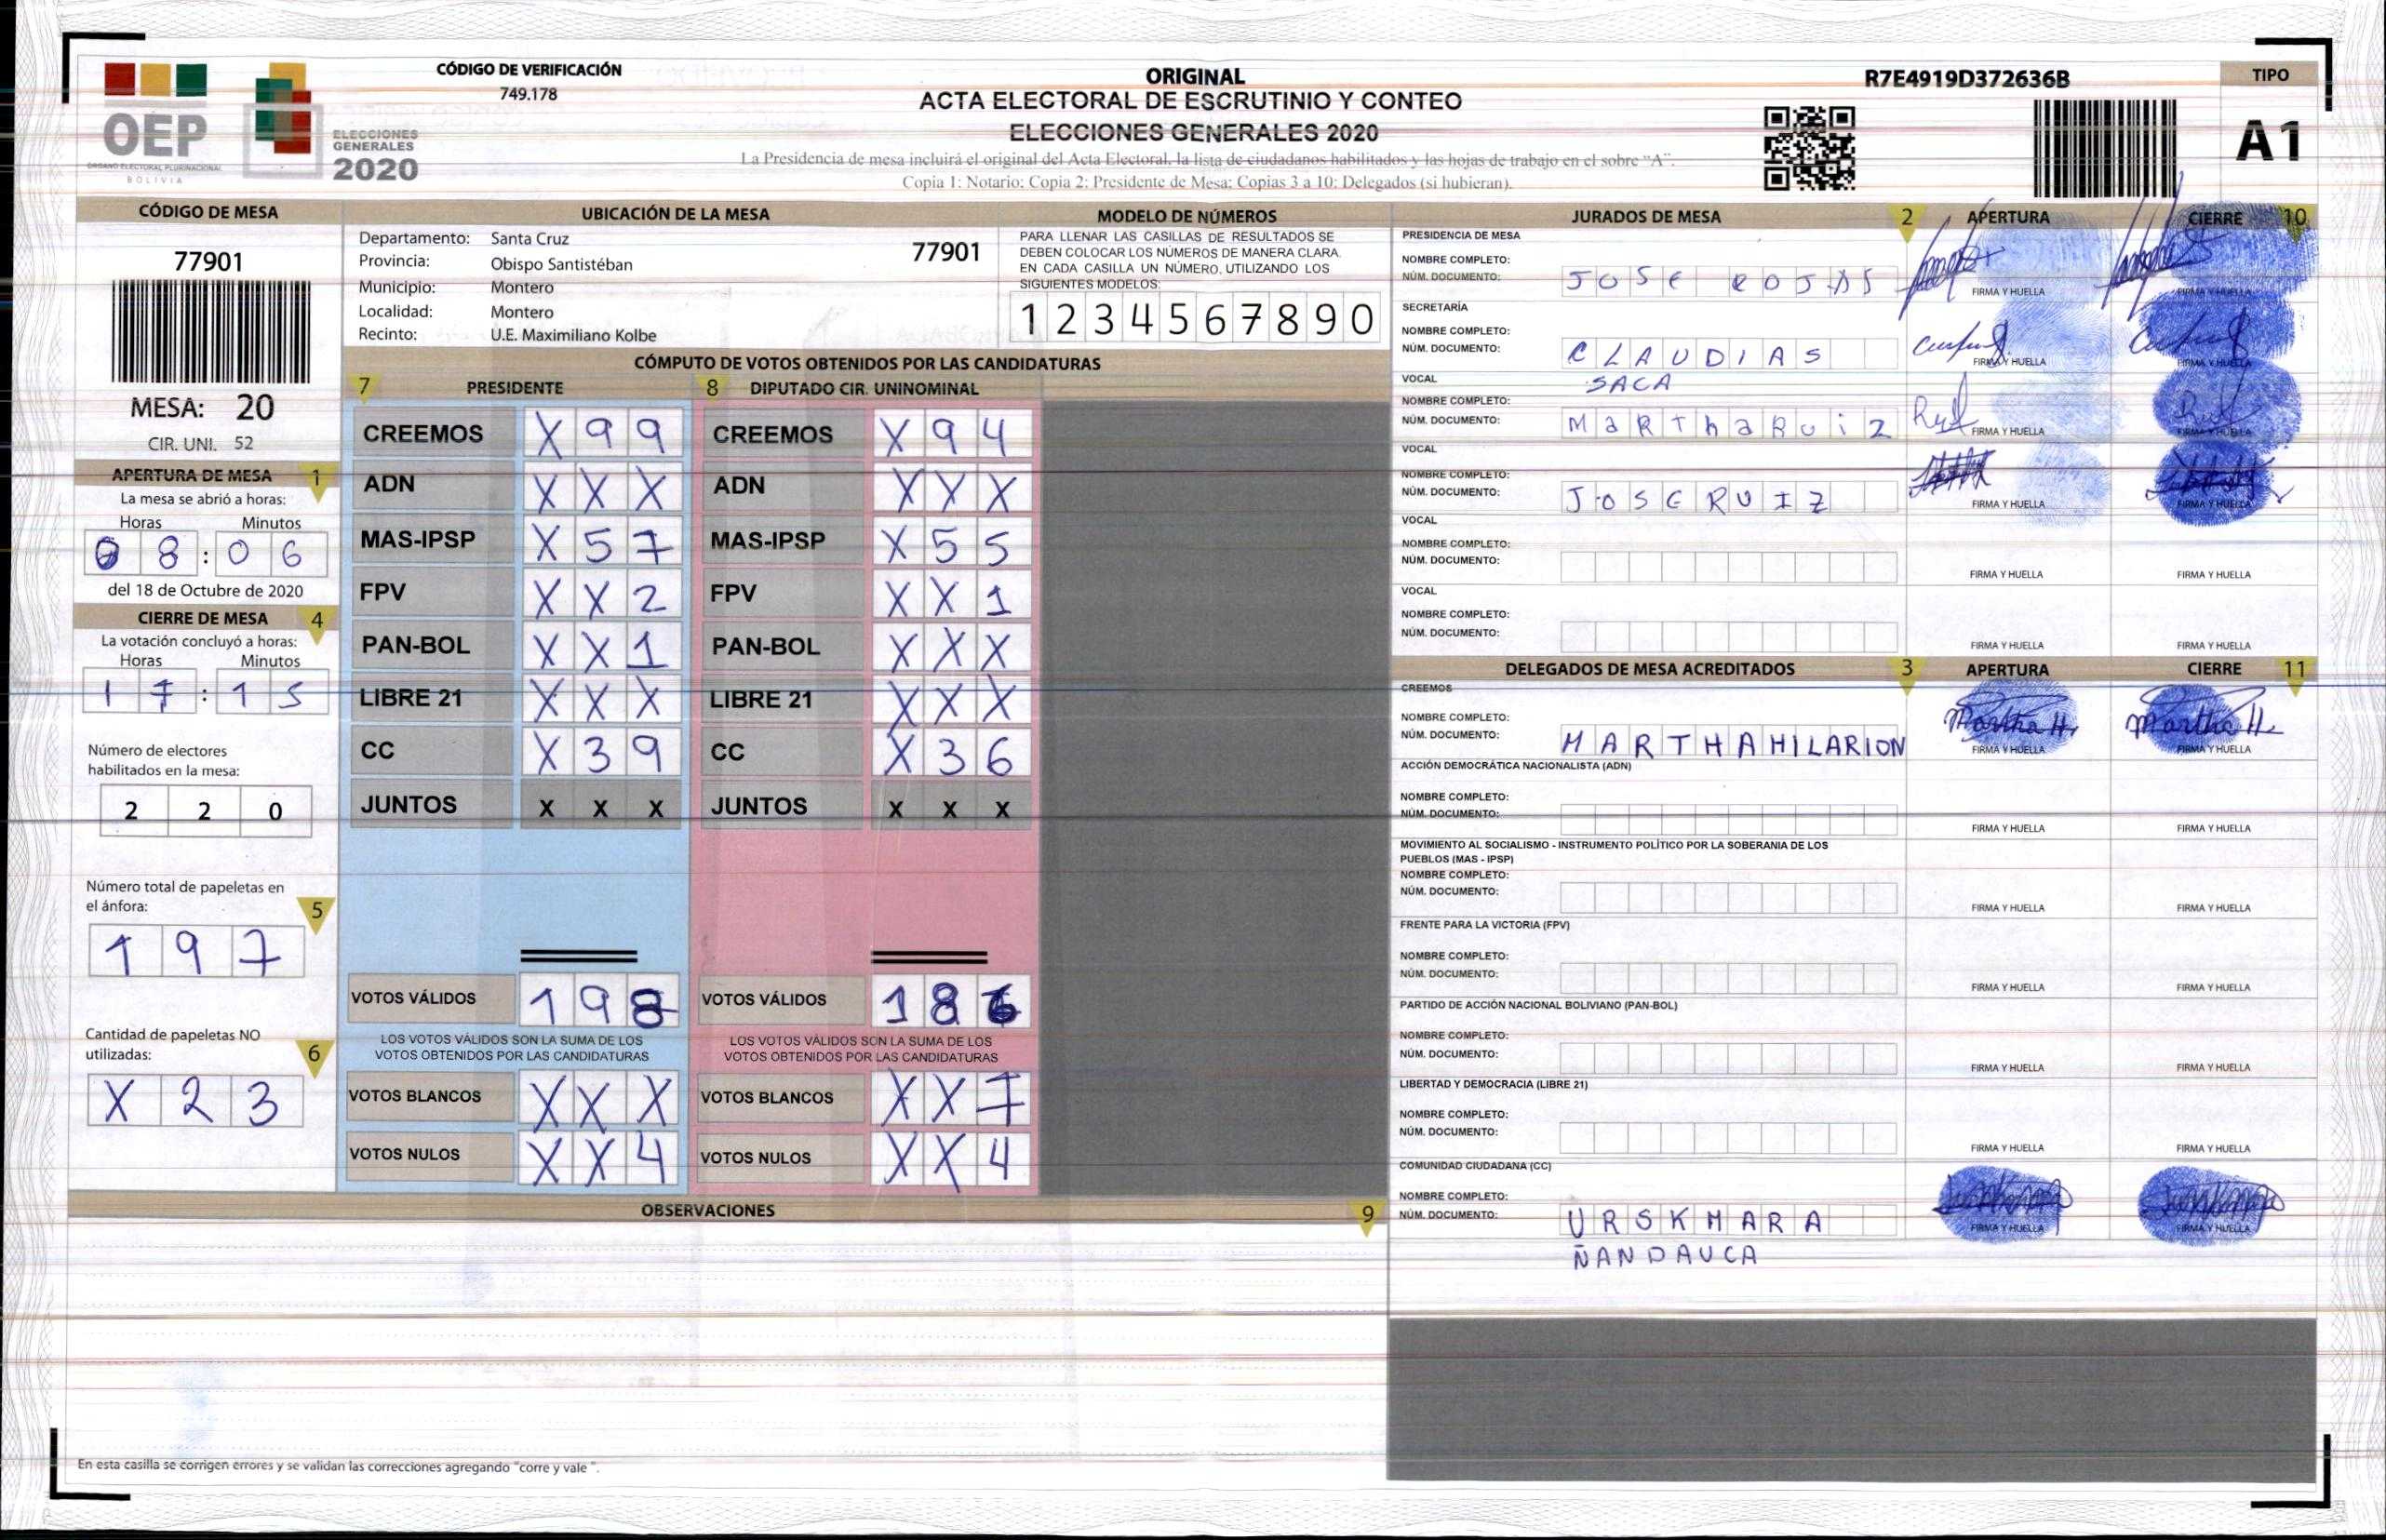 CÓDIGO DE VERIFICACIÓN
749.178
OEP
ÓRGANO ELECTORAL PLURINACIONAL
BOLIVIA
ELECCIONES
GENERALES
2020
ORIGINAL
ACTA ELECTORAL DE ESCRUTINIO Y CONTEO
ELECCIONES GENERALES 2020
La Presidencia de mesa incluirá el original del Acta Electoral, la lista de ciudadanos habilitados y las hojas de trabajo en el sobre "A".
Copia 1: Notario; Copia 2: Presidente de Mesa; Copias 3 a 10: Delegados (si hubieran).
R7E4919D372636B
TIPO
A1
CÓDIGO DE MESA
77901
MESA: 20
CIR. UNI. 52
APERTURA DE MESA 1
La mesa se abrió a horas:
Horas Minutos
08:06
del 18 de Octubre de 2020
CIERRE DE MESA 4
La votación concluyó a horas:
Horas Minutos
17:15
Número de electores
habilitados en la mesa:
2 2 0
Número total de papeletas en
el ánfora: 5
1 9 7
Cantidad de papeletas NO
utilizadas: 6
X 2 3
UBICACIÓN DE LA MESA
Departamento: Santa Cruz 77901
Provincia: Obispo Santistéban
Municipio: Montero
Localidad: Montero
Recinto: U.E. Maximiliano Kolbe
MODELO DE NÚMEROS
PARA LLENAR LAS CASILLAS DE RESULTADOS SE
DEBEN COLOCAR LOS NÚMEROS DE MANERA CLARA.
EN CADA CASILLA UN NÚMERO, UTILIZANDO LOS
SIGUIENTES MODELOS:
1 2 3 4 5 6 7 8 9 0
CÓMPUTO DE VOTOS OBTENIDOS POR LAS CANDIDATURAS
7 PRESIDENTE 8 DIPUTADO CIR. UNINOMINAL
CREEMOS X 9 9 CREEMOS X 9 4
ADN X X X ADN X X X
MAS-IPSP X 5 7 MAS-IPSP X 5 5
FPV X X 2 FPV X X 1
PAN-BOL X X 1 PAN-BOL X X X
LIBRE 21 X X X LIBRE 21 X X X
CC X 3 9 CC X 3 6
JUNTOS X X X JUNTOS X X X
VOTOS VÁLIDOS 1 9 8 VOTOS VÁLIDOS 1 8 6
LOS VOTOS VÁLIDOS SON LA SUMA DE LOS LOS VOTOS VÁLIDOS SON LA SUMA DE LOS
VOTOS OBTENIDOS POR LAS CANDIDATURAS VOTOS OBTENIDOS POR LAS CANDIDATURAS
VOTOS BLANCOS X X X VOTOS BLANCOS X X 7
VOTOS NULOS X X 4 VOTOS NULOS X X 4
OBSERVACIONES 9
En esta casilla se corrigen errores y se validan las correcciones agregando "corre y vale ".
JURADOS DE MESA 2 APERTURA CIERRE 10
PRESIDENCIA DE MESA
NOMBRE COMPLETO:
NÚM. DOCUMENTO: JOSE ROJAS
FIRMA Y HUELLA FIRMA Y HUELLA
SECRETARÍA
NOMBRE COMPLETO:
NÚM. DOCUMENTO: CLAUDIA S
SACA
FIRMA Y HUELLA FIRMA Y HUELLA
VOCAL
NOMBRE COMPLETO:
NÚM. DOCUMENTO: MaRThaRuiz
FIRMA Y HUELLA FIRMA Y HUELLA
VOCAL
NOMBRE COMPLETO:
NÚM. DOCUMENTO: JOSE RUIZ
FIRMA Y HUELLA FIRMA Y HUELLA
VOCAL
NOMBRE COMPLETO:
NÚM. DOCUMENTO:
FIRMA Y HUELLA FIRMA Y HUELLA
VOCAL
NOMBRE COMPLETO:
NÚM. DOCUMENTO:
FIRMA Y HUELLA FIRMA Y HUELLA
DELEGADOS DE MESA ACREDITADOS 3 APERTURA CIERRE 11
CREEMOS
NOMBRE COMPLETO:
NÚM. DOCUMENTO: MARTHA HILARION
Martha H. Martha H.
FIRMA Y HUELLA FIRMA Y HUELLA
ACCIÓN DEMOCRÁTICA NACIONALISTA (ADN)
NOMBRE COMPLETO:
NÚM. DOCUMENTO:
FIRMA Y HUELLA FIRMA Y HUELLA
MOVIMIENTO AL SOCIALISMO - INSTRUMENTO POLÍTICO POR LA SOBERANIA DE LOS
PUEBLOS (MAS - IPSP)
NOMBRE COMPLETO:
NÚM. DOCUMENTO:
FIRMA Y HUELLA FIRMA Y HUELLA
FRENTE PARA LA VICTORIA (FPV)
NOMBRE COMPLETO:
NÚM. DOCUMENTO:
FIRMA Y HUELLA FIRMA Y HUELLA
PARTIDO DE ACCIÓN NACIONAL BOLIVIANO (PAN-BOL)
NOMBRE COMPLETO:
NÚM. DOCUMENTO:
FIRMA Y HUELLA FIRMA Y HUELLA
LIBERTAD Y DEMOCRACIA (LIBRE 21)
NOMBRE COMPLETO:
NÚM. DOCUMENTO:
FIRMA Y HUELLA FIRMA Y HUELLA
COMUNIDAD CIUDADANA (CC)
NOMBRE COMPLETO:
NÚM. DOCUMENTO: URSKMARA
ÑANDAUCA
FIRMA Y HUELLA FIRMA Y HUELLA